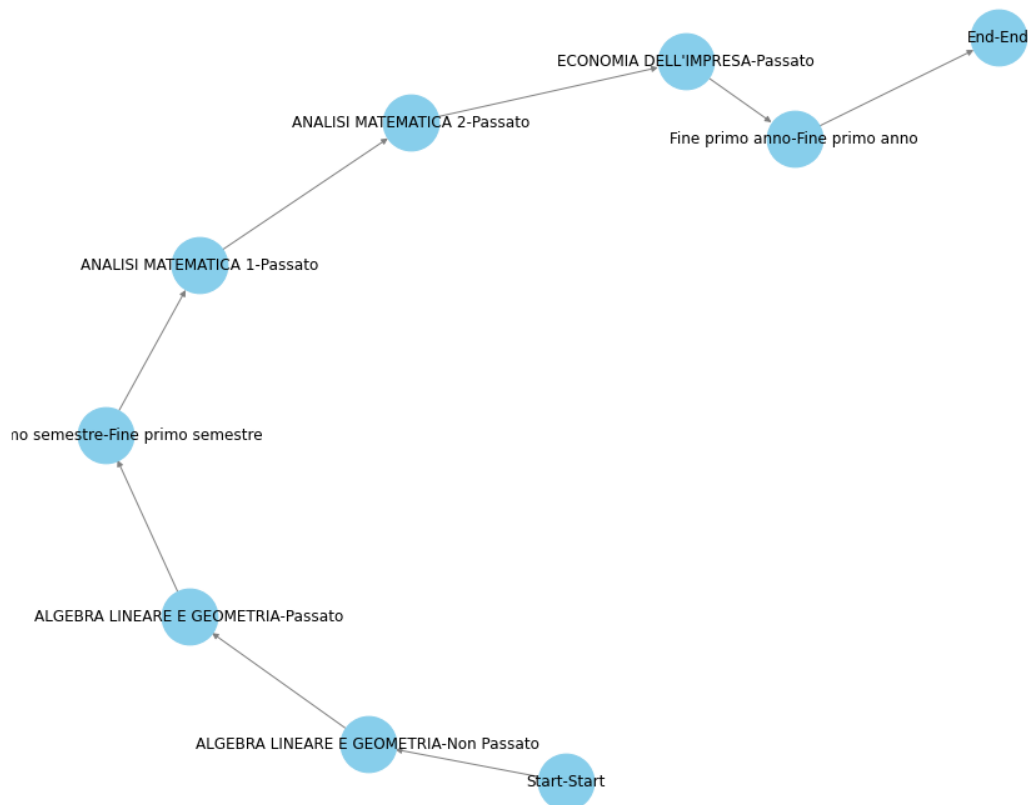 End-End
ECONOMIA DELL'IMPRESA-Passato
ANALISI MATEMATICA 2-Passato
Fine primo anno-Fine primo anno
ANALISI MATEMATICA 1-Passato
semestre-Fine primo semestre
ALGEBRA LINEARE E GEOMETRIA-Passato
ALGEBRA LINEARE E GEOMETRIA-Non Passato
Start-Start